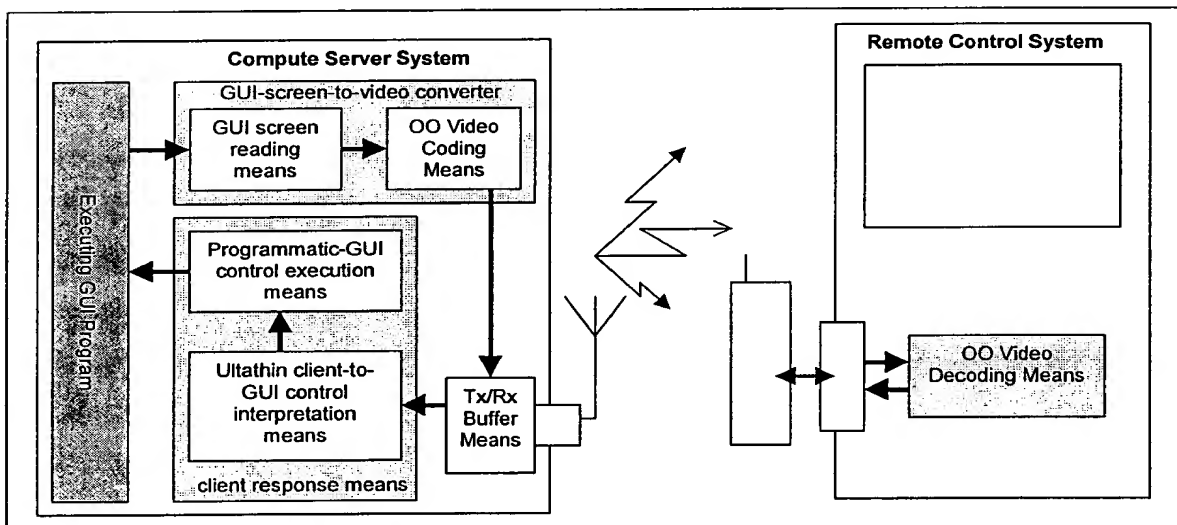 Compute Server System
GUI-screen-to-video converter
GUI screen
reading
means
OO Video
Coding
Means
Executing GUI Program
Programmatic-GUI
control execution
means
Ultathin client-to-
GUI control
interpretation
means
client response means
Tx/Rx
Buffer
Means
Remote Control System
OO Video
Decoding Means